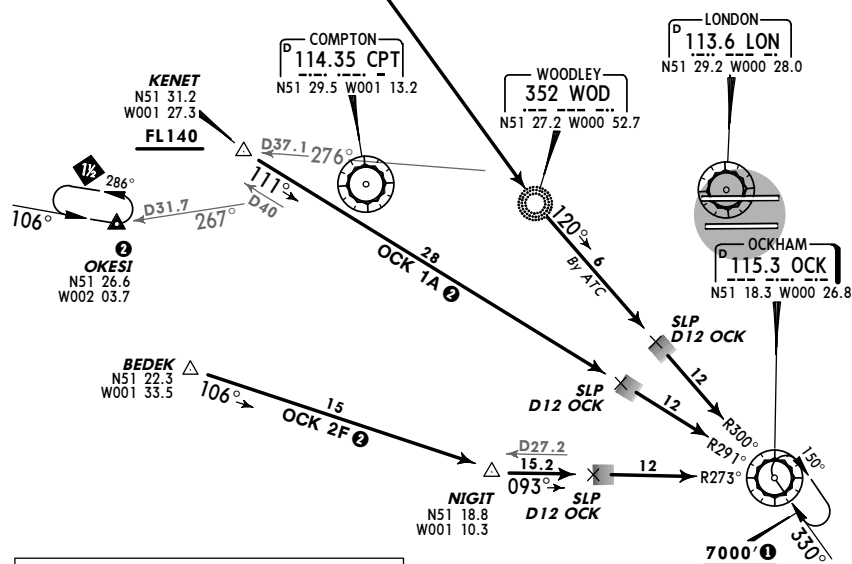 COMPTON
D 114.35 CPT
N51 29.5 W001 13.2
LONDON
D 113.6 LON
N51 29.2 W000 28.0
WOODLEY
352 WOD
N51 27.2 W000 52.7
KENET
N51 31.2
W001 27.3
FL140
D37.1 276°
111°
D40
1½
286°
106°
D31.7 267°
2
OKESI
N51 26.6
W002 03.7
28
OCK 1A 2
120°
6
By ATC
OCKHAM
D 115.3 OCK
N51 18.3 W000 26.8
SLP
D12 OCK
12
R300°
SLP
D12 OCK
12
R291°
BEDEK
N51 22.3
W001 33.5
106°
15
OCK 2F 2
D27.2
15.2
093°
NIGIT
N51 18.8
W001 10.3
SLP
D12 OCK
12
R273°
150°
330°
7000' 1